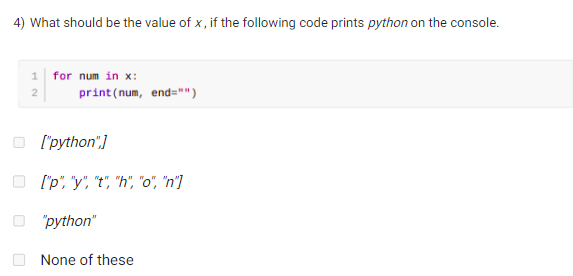 4) What should be the value of x, if the following code prints python on the console.
1 for num in x:
2 print(num, end="")
["python",]
["p", "y", "t", "h", "o", "n"]
"python"
None of these